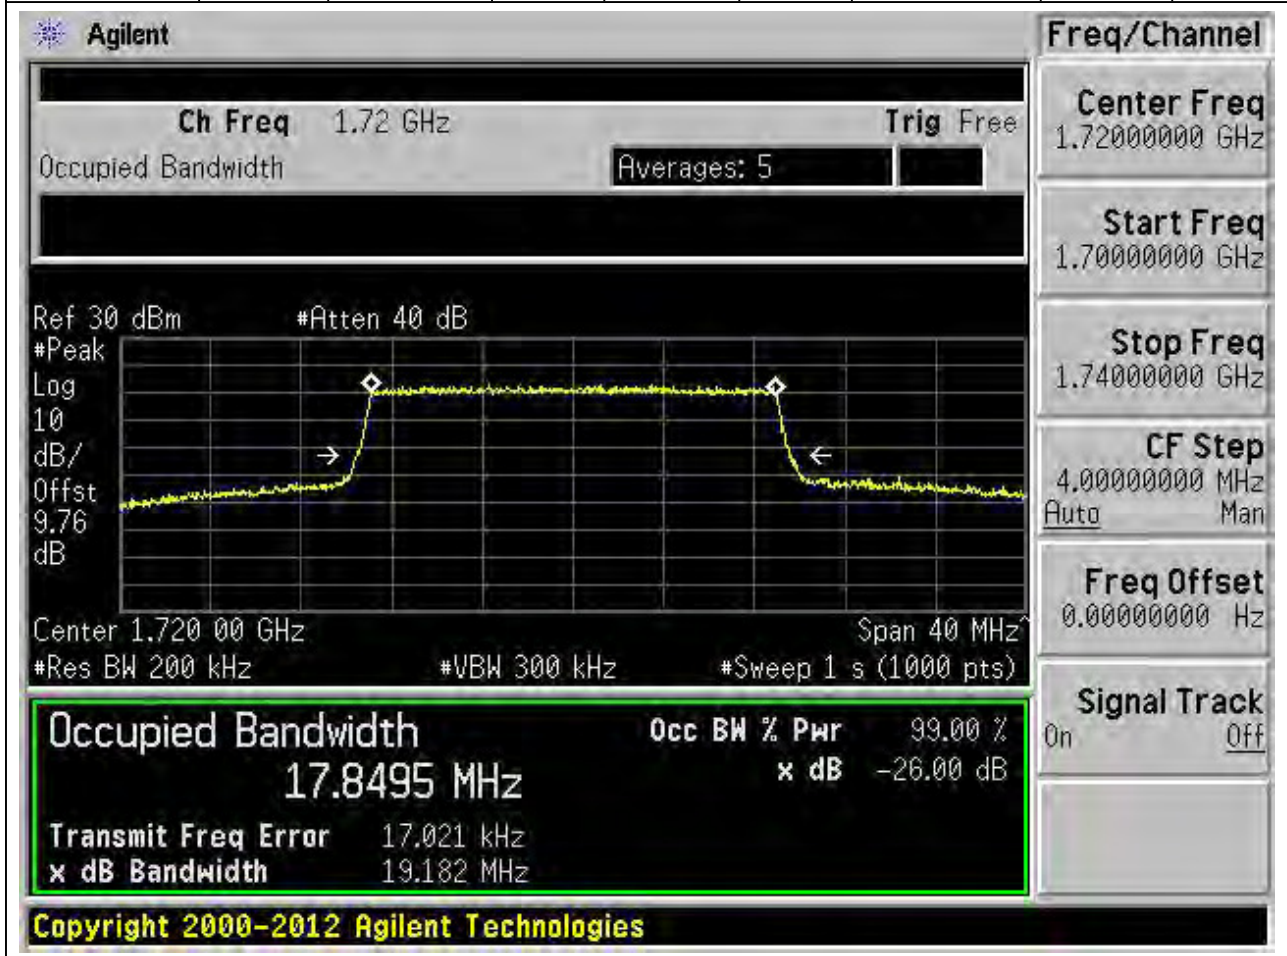 Agilent
Freq/Channel
Ch Freq 1.72 GHz Trig Free
Occupied Bandwidth Averages: 5
Center Freq
1.72000000 GHz
Start Freq
1.70000000 GHz
Stop Freq
1.74000000 GHz
CF Step
4.00000000 MHz
Auto Man
Freq Offset
0.00000000 Hz
Signal Track
On Off
Ref 30 dBm #Atten 40 dB
#Peak
Log
10
dB/
Offst
9.76
dB
Center 1.720 00 GHz Span 40 MHz^
#Res BW 200 kHz #VBW 300 kHz #Sweep 1 s (1000 pts)
Occupied Bandwidth Occ BW % Pwr 99.00 %
17.8495 MHz x dB -26.00 dB
Transmit Freq Error 17.021 kHz
x dB Bandwidth 19.182 MHz
Copyright 2000-2012 Agilent Technologies